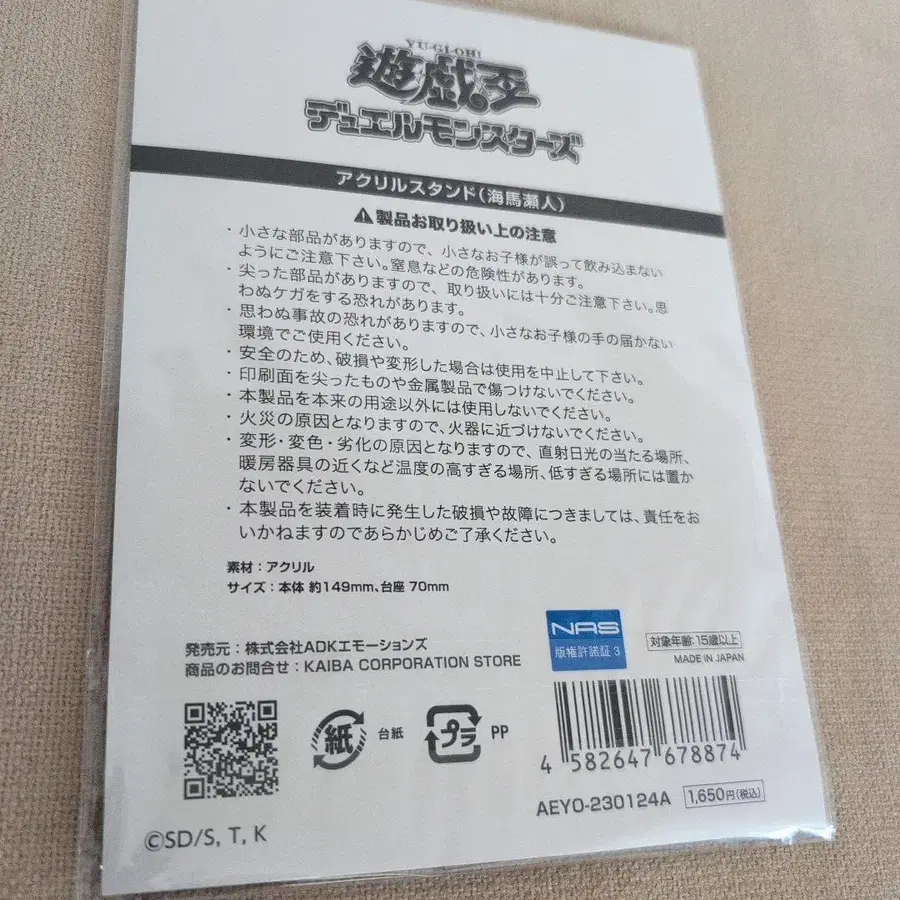 YU-GI-OH!
遊戯王
デュエルモンスターズ
アクリルスタンド(海馬瀬人)
⚠製品お取り扱い上の注意
・小さな部品がありますので、小さなお子様が誤って飲み込まない
ようにご注意下さい。窒息などの危険性があります。
・尖った部品がありますので、取り扱いには十分ご注意下さい。思
わぬケガをする恐れがあります。
・思わぬ事故の恐れがありますので、小さなお子様の手の届かない
環境でご使用ください。
・安全のため、破損や変形した場合は使用を中止して下さい。
・印刷面を尖ったものや金属製品で傷つけないでください。
・本製品を本来の用途以外には使用しないでください。
・火災の原因となりますので、火器に近づけないでください。
・変形・変色・劣化の原因となりますので、直射日光の当たる場所、
暖房器具の近くなど温度の高すぎる場所、低すぎる場所には置か
ないでください。
・本製品を装着時に発生した破損や故障につきましては、責任をお
いかねますのであらかじめご了承ください。
素材：アクリル
サイズ：本体 約149mm、台座 70mm
発売元：株式会社ADKエモーションズ
商品のお問合せ：KAIBA CORPORATION STORE
NAS
版権許諾証 3
対象年齢：15歳以上
MADE IN JAPAN
紙 台紙
プラ PP
4 582647 678874
AEYO-230124A
1,650円(税込)
©SD/S, T, K